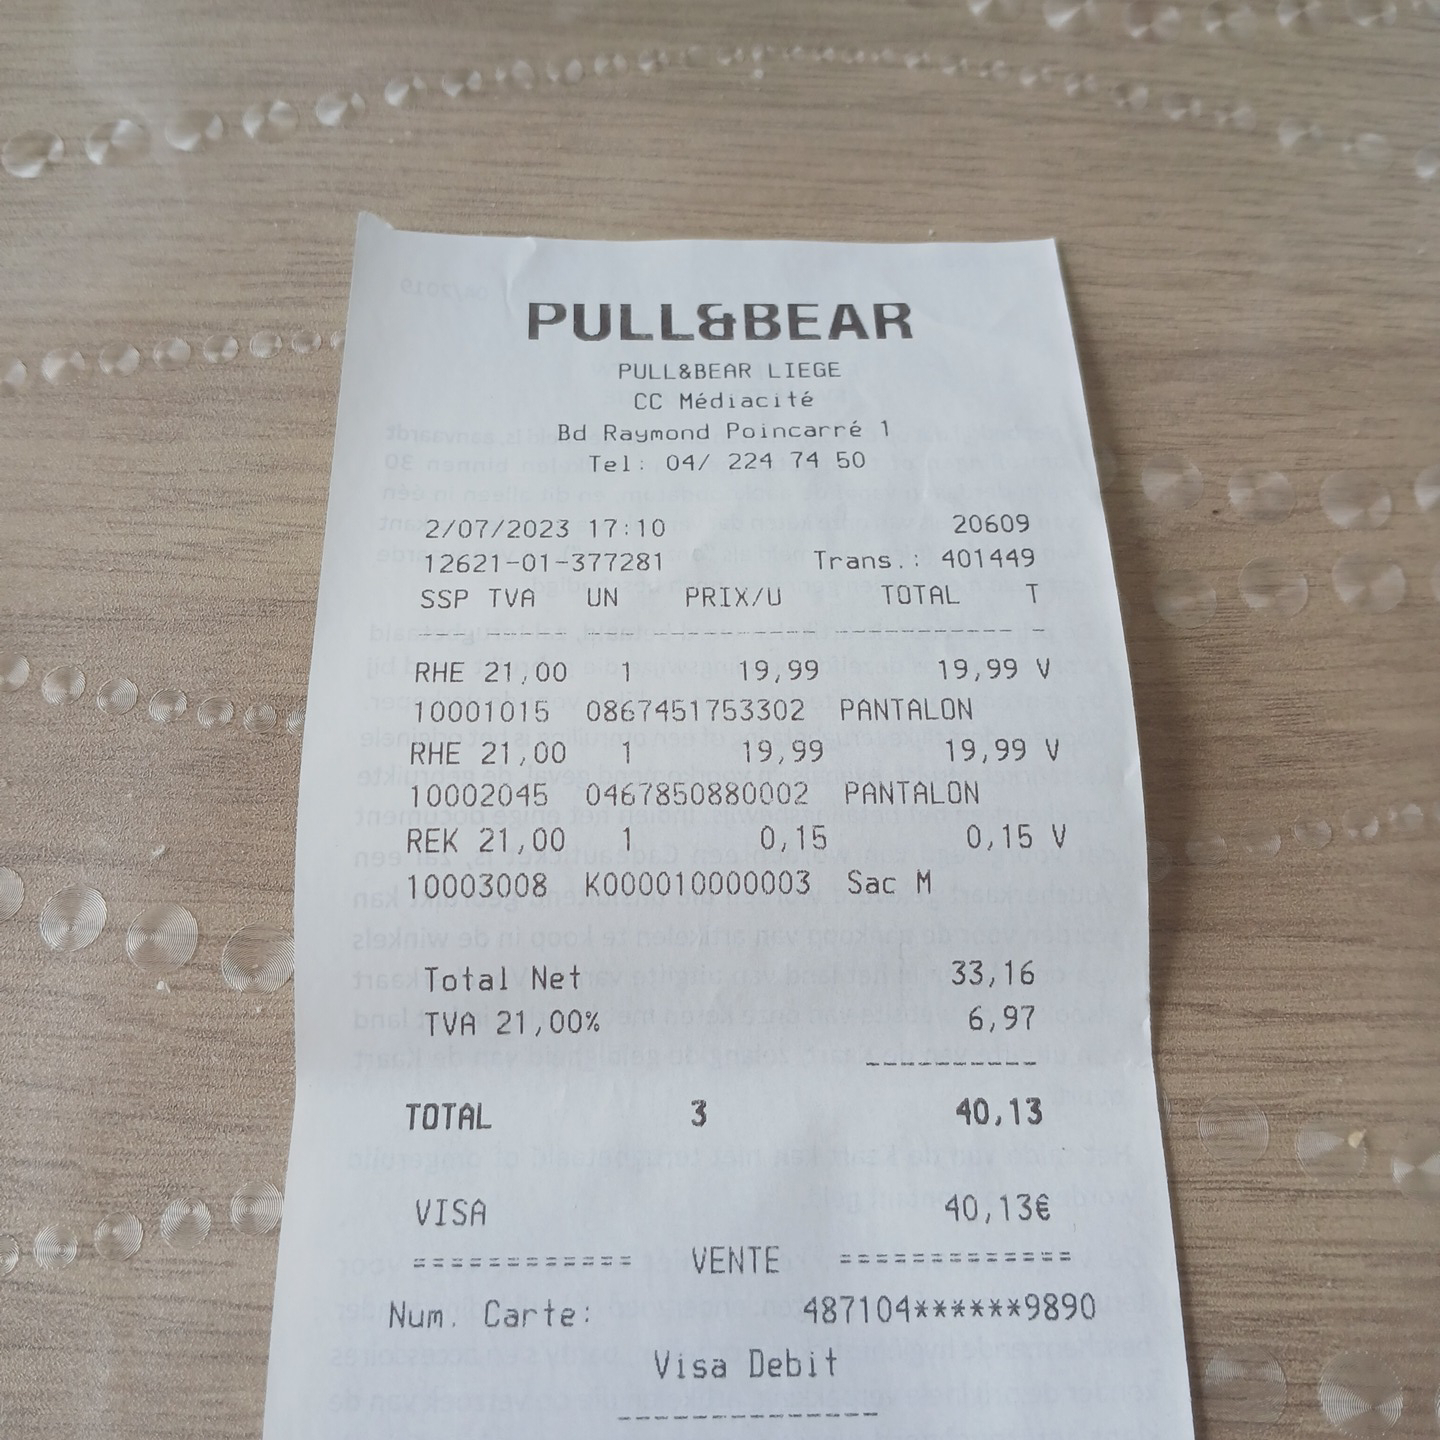 PULL&BEAR
PULL&BEAR LIEGE
CC Médiacité
Bd Raymond Poincarré 1
Tel: 04/ 224 74 50
2/07/2023 17:10 20609
12621-01-377281 Trans.: 401449
SSP TVA UN PRIX/U TOTAL T
--------------------------------
RHE 21,00 1 19,99 19,99 V
10001015 0867451753302 PANTALON
RHE 21,00 1 19,99 19,99 V
10002045 0467850880002 PANTALON
REK 21,00 1 0,15 0,15 V
10003008 K000010000003 Sac M
Total Net 33,16
TVA 21,00% 6,97
----------
TOTAL 3 40,13
VISA 40,13€
============ VENTE =============
Num. Carte: 487104******9890
Visa Debit
--------------